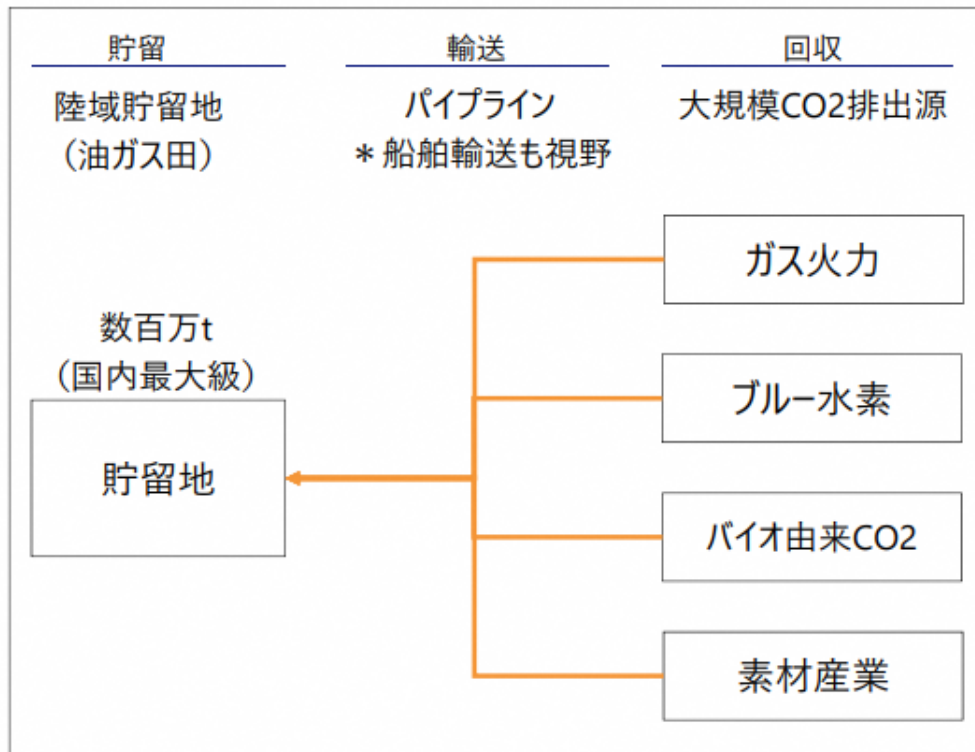 貯留
輸送
回収
陸域貯留地
（油ガス田）
パイプライン
＊船舶輸送も視野
大規模CO2排出源
数百万t
（国内最大級）
貯留地
ガス火力
ブルー水素
バイオ由来CO2
素材産業